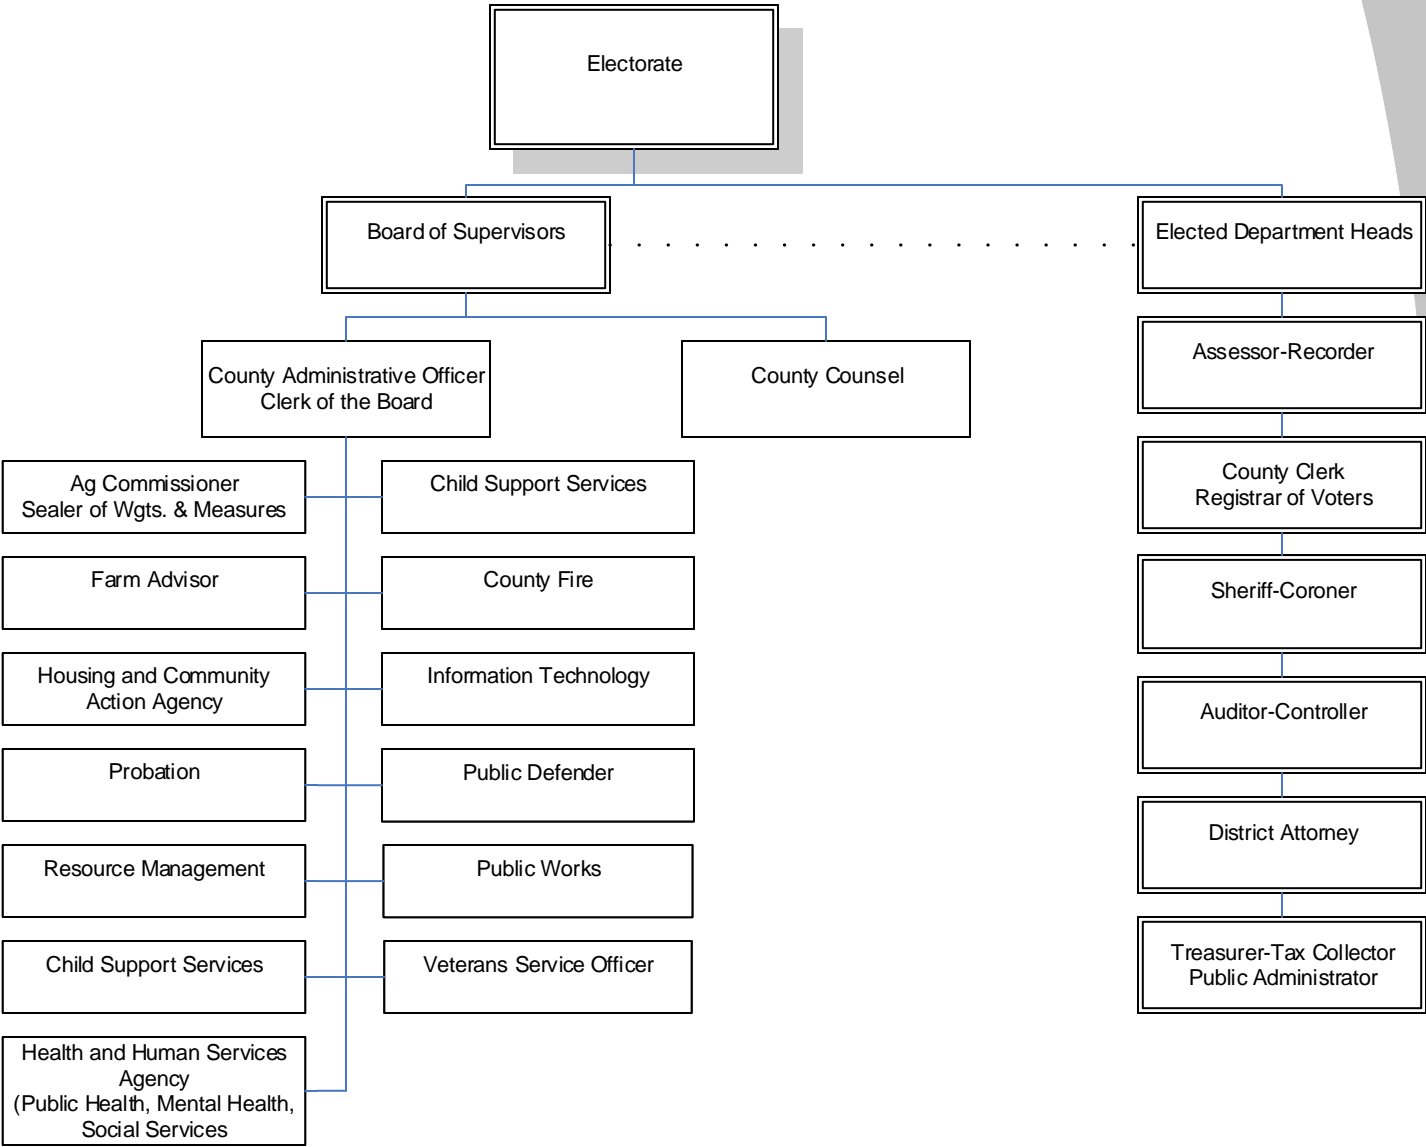 Electorate
Board of Supervisors
Elected Department Heads
Assessor-Recorder
County Administrative Officer
Clerk of the Board
County Counsel
Ag Commissioner
Sealer of Wgts. & Measures
Child Support Services
County Clerk
Registrar of Voters
Farm Advisor
County Fire
Sheriff-Coroner
Housing and Community
Action Agency
Information Technology
Auditor-Controller
Probation
Public Defender
District Attorney
Resource Management
Public Works
Child Support Services
Veterans Service Officer
Treasurer-Tax Collector
Public Administrator
Health and Human Services
Agency
(Public Health, Mental Health,
Social Services